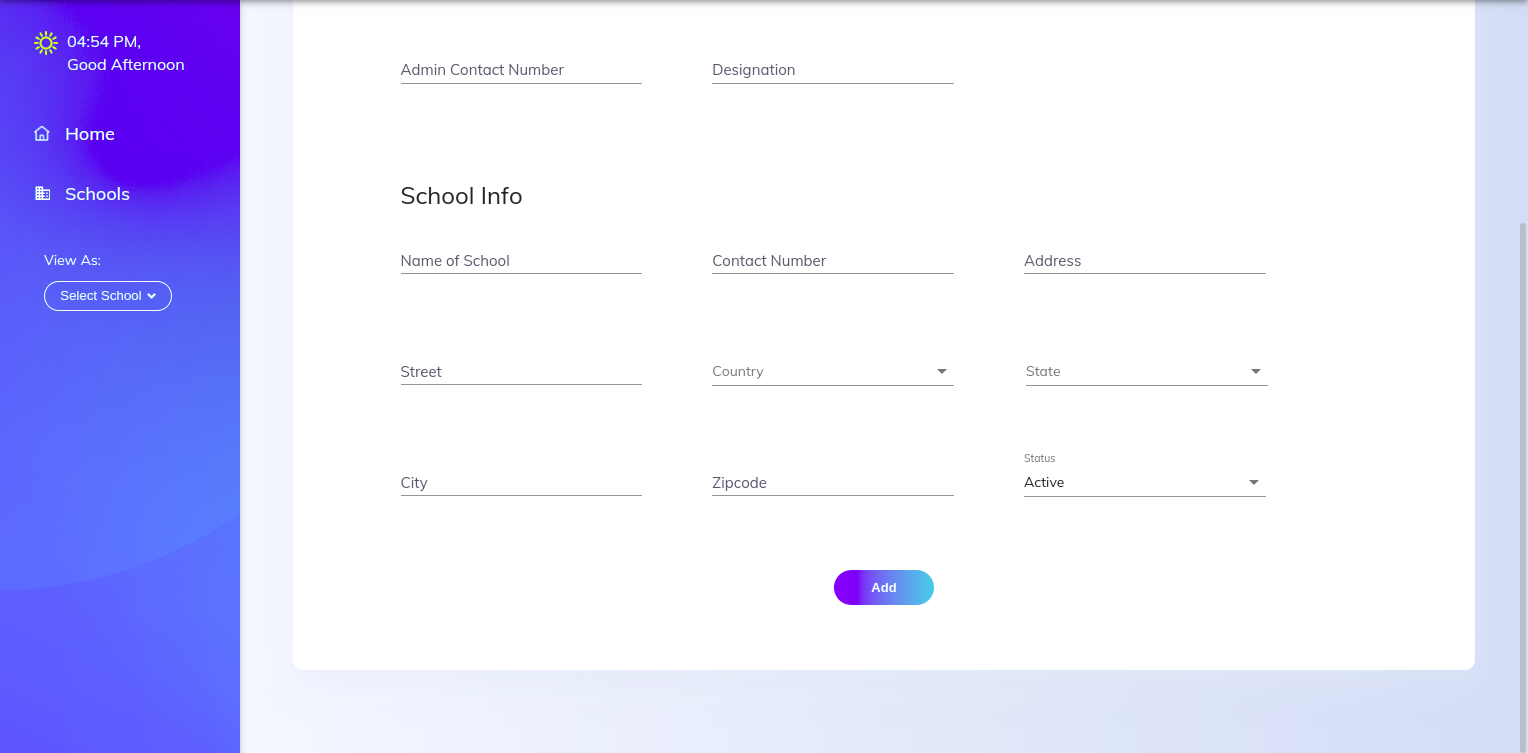 04:54 PM,
Good Afternoon
Home
Schools
View As:
Select School
Admin Contact Number
Designation
School Info
Name of School
Contact Number
Address
Street
Country
State
City
Zipcode
Status
Active
Add